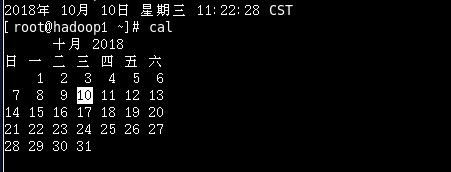 2018年 10月 10日 星期三 11:22:28 CST
[root@hadoop1 ~]# cal
      十月 2018
日 一 二 三 四 五 六
    1  2  3  4  5  6
 7  8  9 10 11 12 13
14 15 16 17 18 19 20
21 22 23 24 25 26 27
28 29 30 31